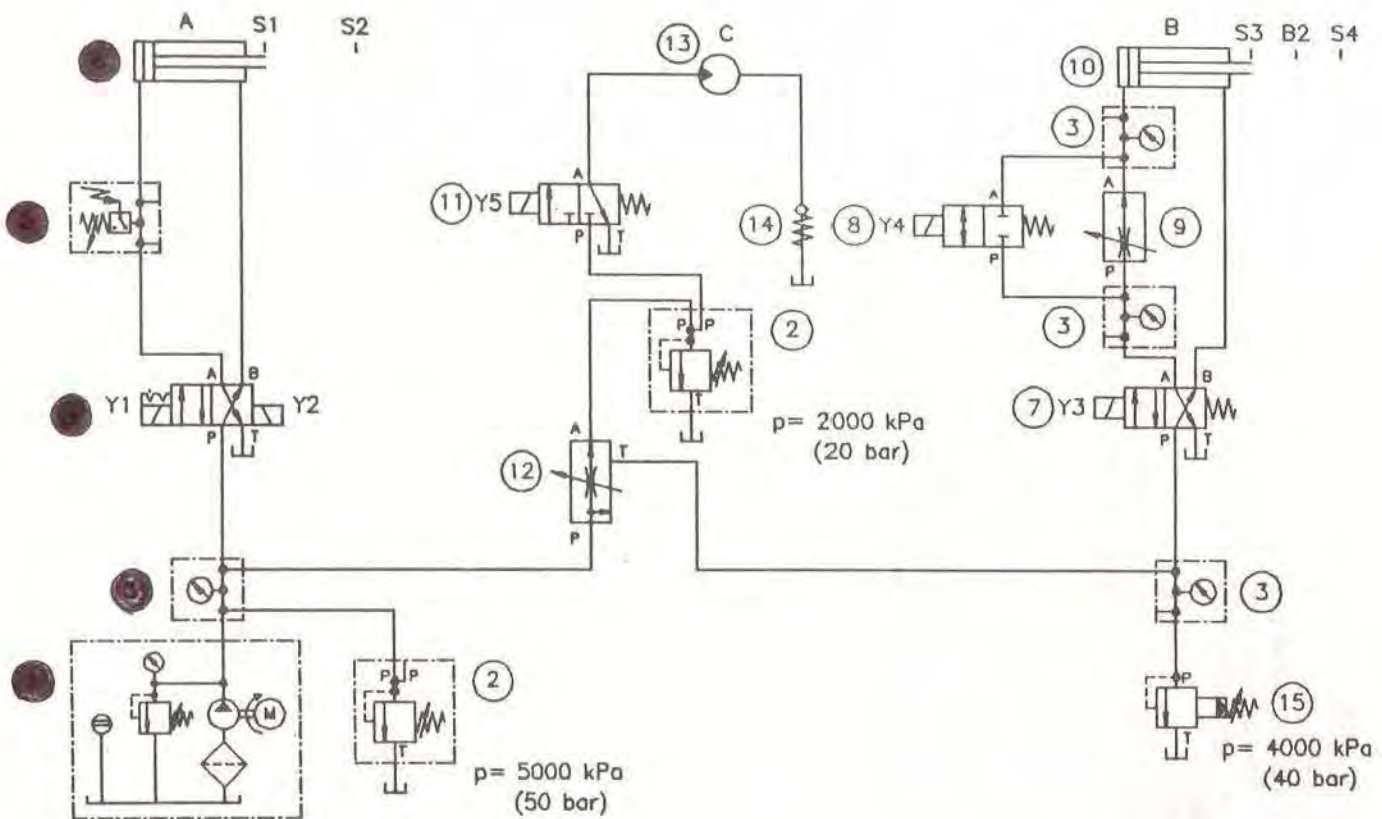 A S1 S2
13 C
B S3 B2 S4
10
3
A
11 Y5
T T
P T
14
8 Y4
A
P
A
9
P
3
P P
2
T
p= 2000 kPa
(20 bar)
Y1 A B Y2
P T
A B
7 Y3
P T
A T
12
P
3
M
P P
2
T
p= 5000 kPa
(50 bar)
P
15
T
p= 4000 kPa
(40 bar)